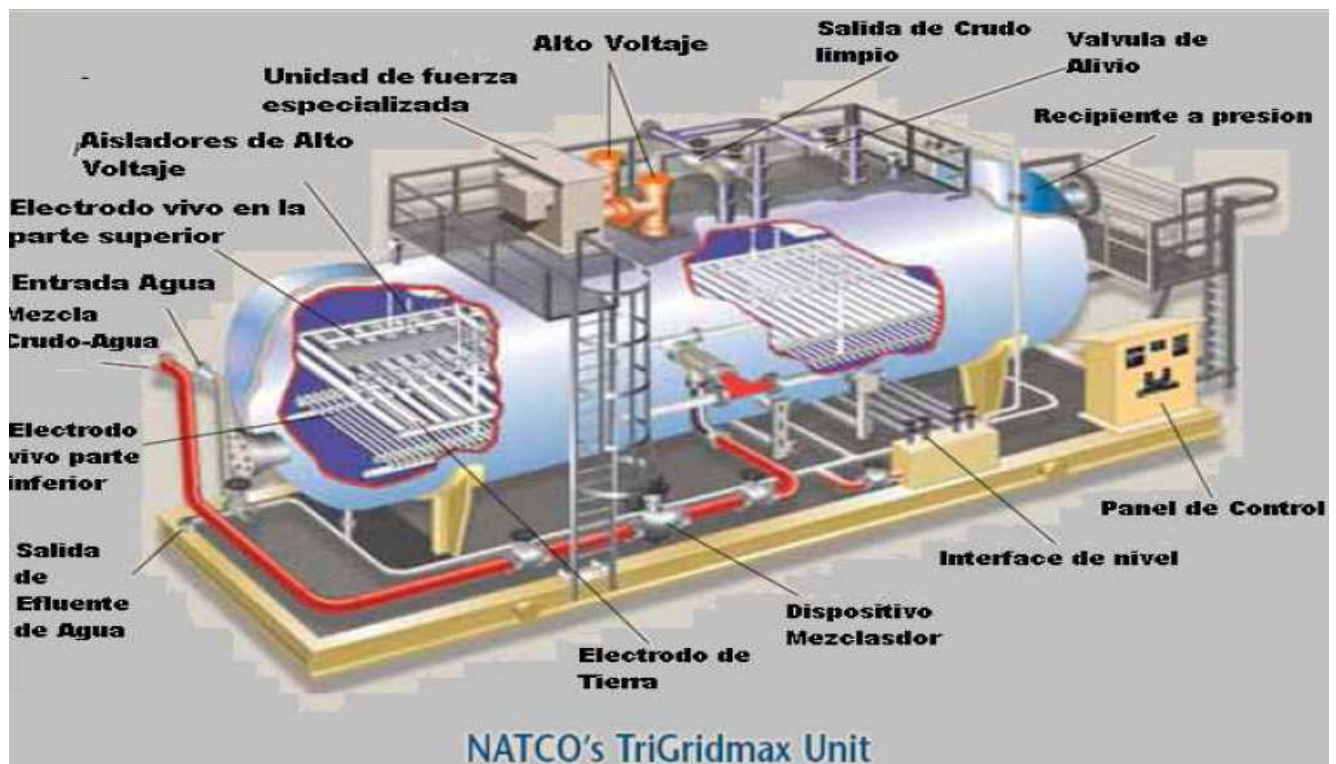 Alto Voltaje
Salida de Crudo
limpio
Valvula de
Alivio
Unidad de fuerza
especializada
Recipiente a presion
Aisladores de Alto
Voltaje
Electrodo vivo en la
parte superior
Entrada Agua
Mezcla
Crudo-Agua
Electrodo
vivo parte
inferior
Panel de Control
Interface de nivel
Salida
de
Efluente
de Agua
Dispositivo
Mezclasdor
Electrodo de
Tierra
NATCO's TriGridmax Unit